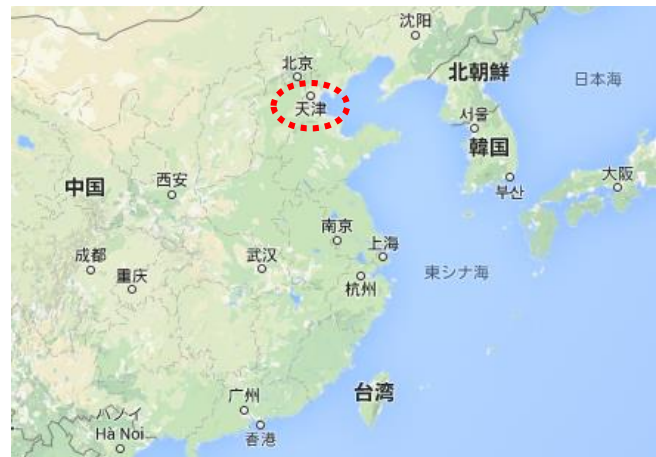 沈阳
北京
北朝鮮
日本海
天津
서울
韓国
中国
西安
부산
大阪
南京
上海
成都
武汉
重庆
東シナ海
杭州
台湾
广州
ハノイ
Hà Noi
香港